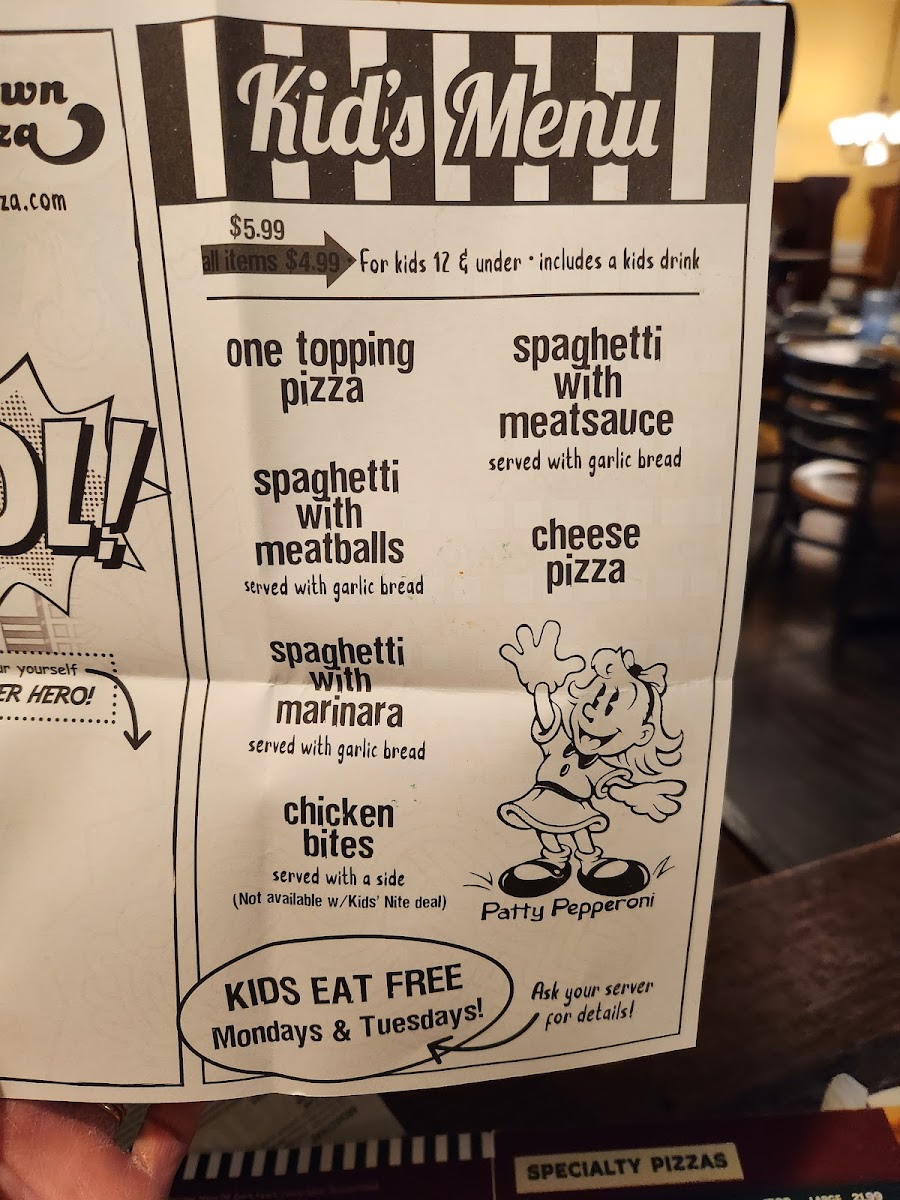 wn
za
za.com
OL!!
ur yourself
ER HERO!
Kid's Menu
$5.99
all items $4.99 • For kids 12 & under • includes a kids drink
one topping
pizza
spaghetti
with
meatballs
served with garlic bread
spaghetti
with
marinara
served with garlic bread
chicken
bites
served with a side
(Not available w/Kids' Nite deal)
spaghetti
with
meatsauce
served with garlic bread
cheese
pizza
Patty Pepperoni
KIDS EAT FREE
Mondays & Tuesdays!
Ask your server
for details!
SPECIALTY PIZZAS